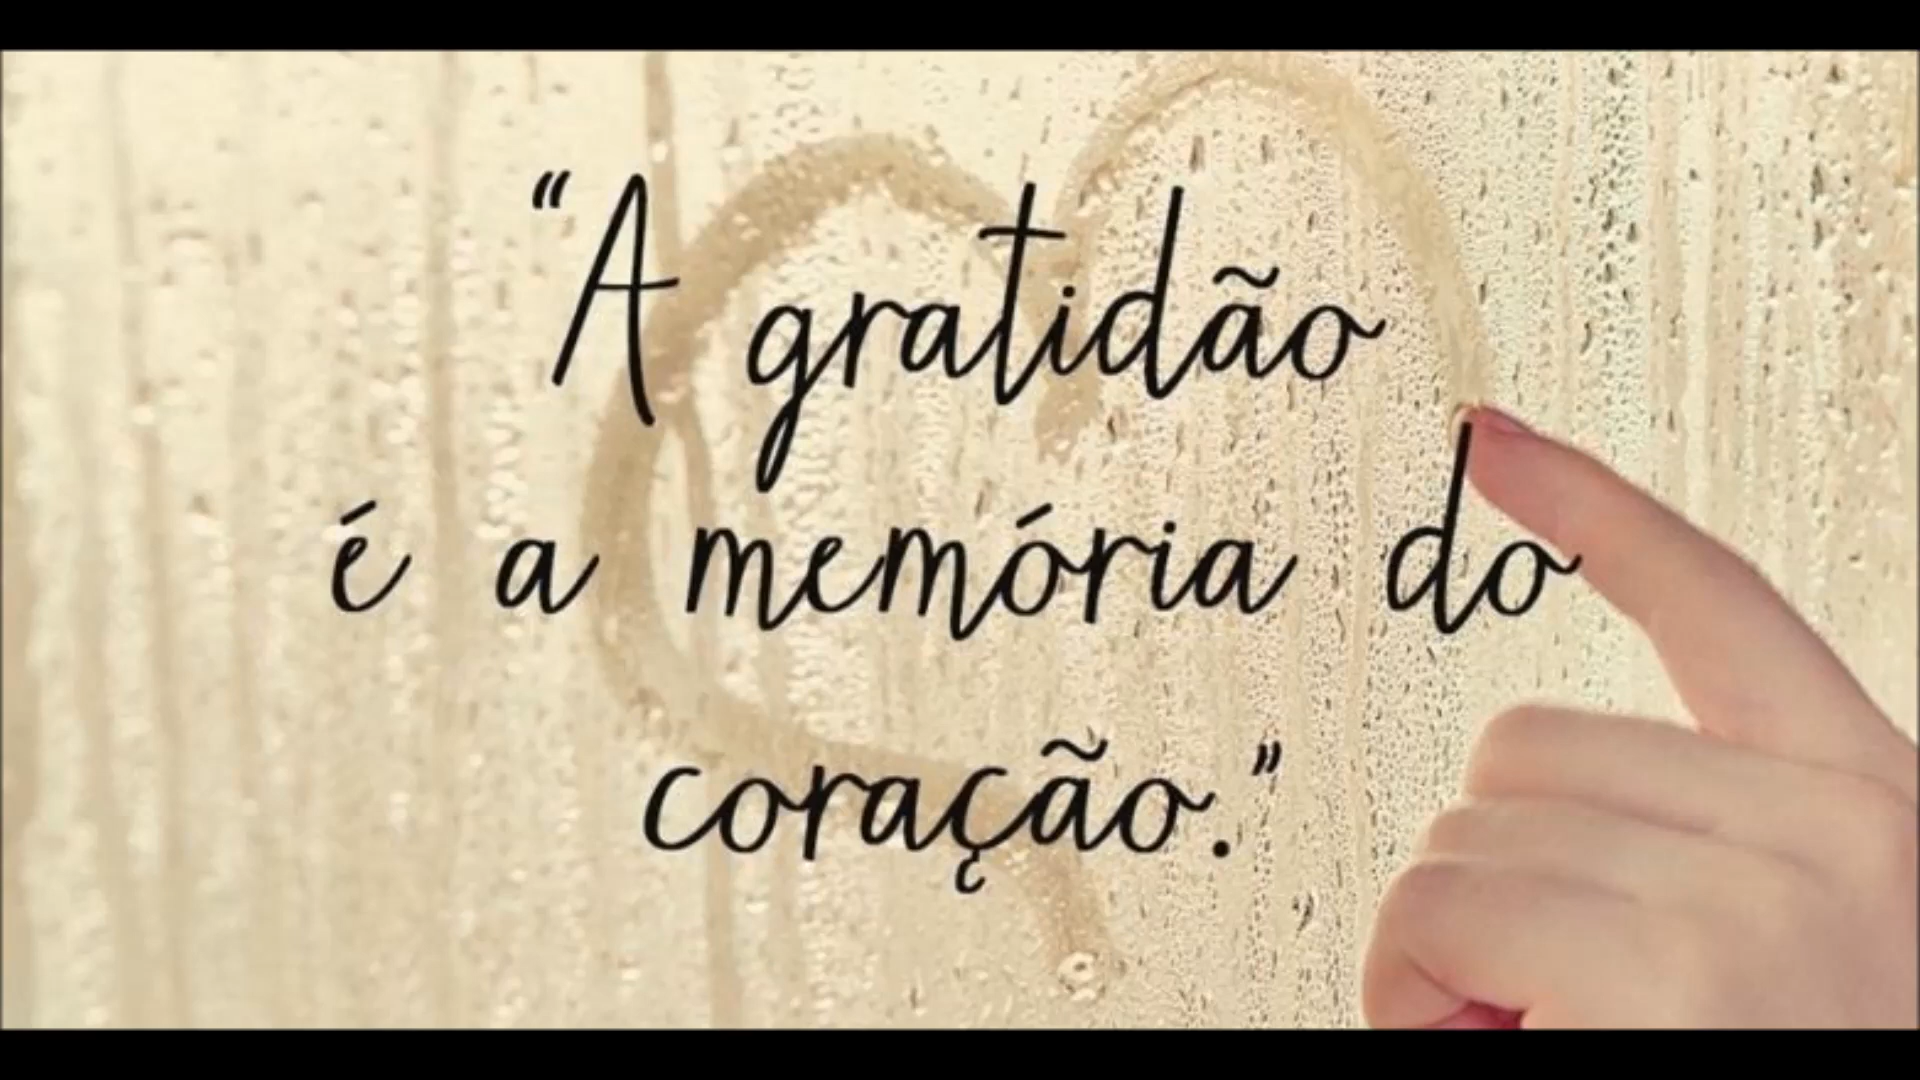 “A gratidão
é a memória do
coração.”